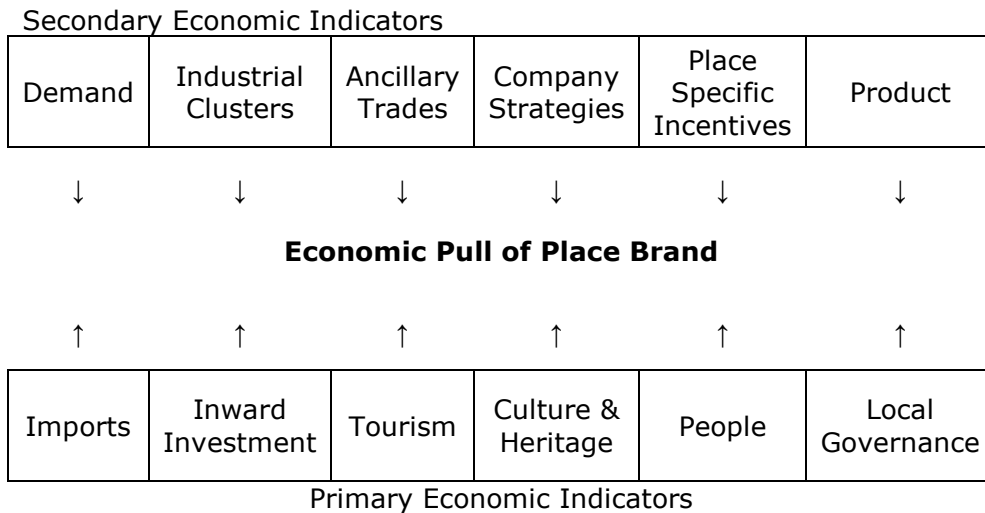 Secondary Economic Indicators
Demand
Industrial
Clusters
Ancillary
Trades
Company
Strategies
Place
Specific
Incentives
Product
↓ ↓ ↓ ↓ ↓ ↓
Economic Pull of Place Brand
↑ ↑ ↑ ↑ ↑ ↑
Imports
Inward
Investment
Tourism
Culture &
Heritage
People
Local
Governance
Primary Economic Indicators